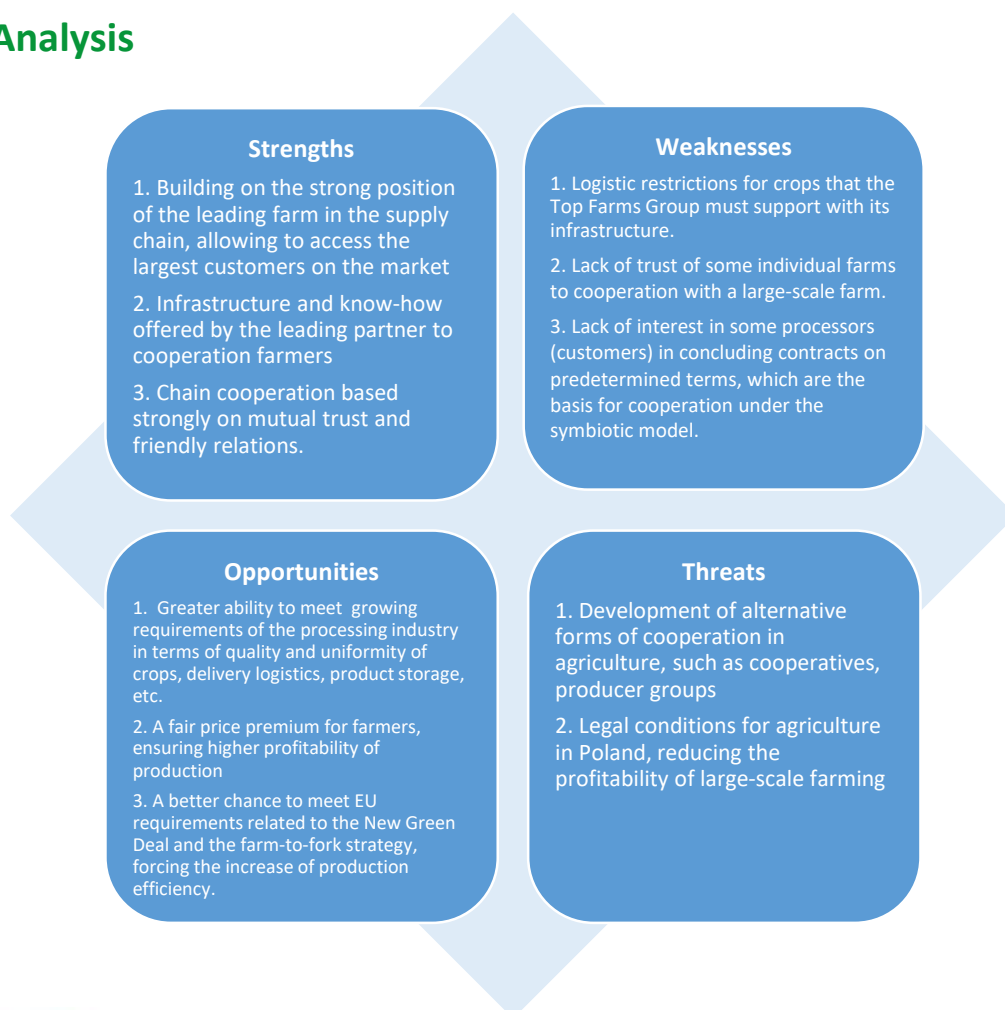 Analysis
Strengths
1. Building on the strong position
of the leading farm in the supply
chain, allowing to access the
largest customers on the market
2. Infrastructure and know-how
offered by the leading partner to
cooperation farmers
3. Chain cooperation based
strongly on mutual trust and
friendly relations.
Weaknesses
1. Logistic restrictions for crops that the
Top Farms Group must support with its
infrastructure.
2. Lack of trust of some individual farms
to cooperation with a large-scale farm.
3. Lack of interest in some processors
(customers) in concluding contracts on
predetermined terms, which are the
basis for cooperation under the
symbiotic model.
Opportunities
1. Greater ability to meet growing
requirements of the processing industry
in terms of quality and uniformity of
crops, delivery logistics, product storage,
etc.
2. A fair price premium for farmers,
ensuring higher profitability of
production
3. A better chance to meet EU
requirements related to the New Green
Deal and the farm-to-fork strategy,
forcing the increase of production
efficiency.
Threats
1. Development of alternative
forms of cooperation in
agriculture, such as cooperatives,
producer groups
2. Legal conditions for agriculture
in Poland, reducing the
profitability of large-scale farming